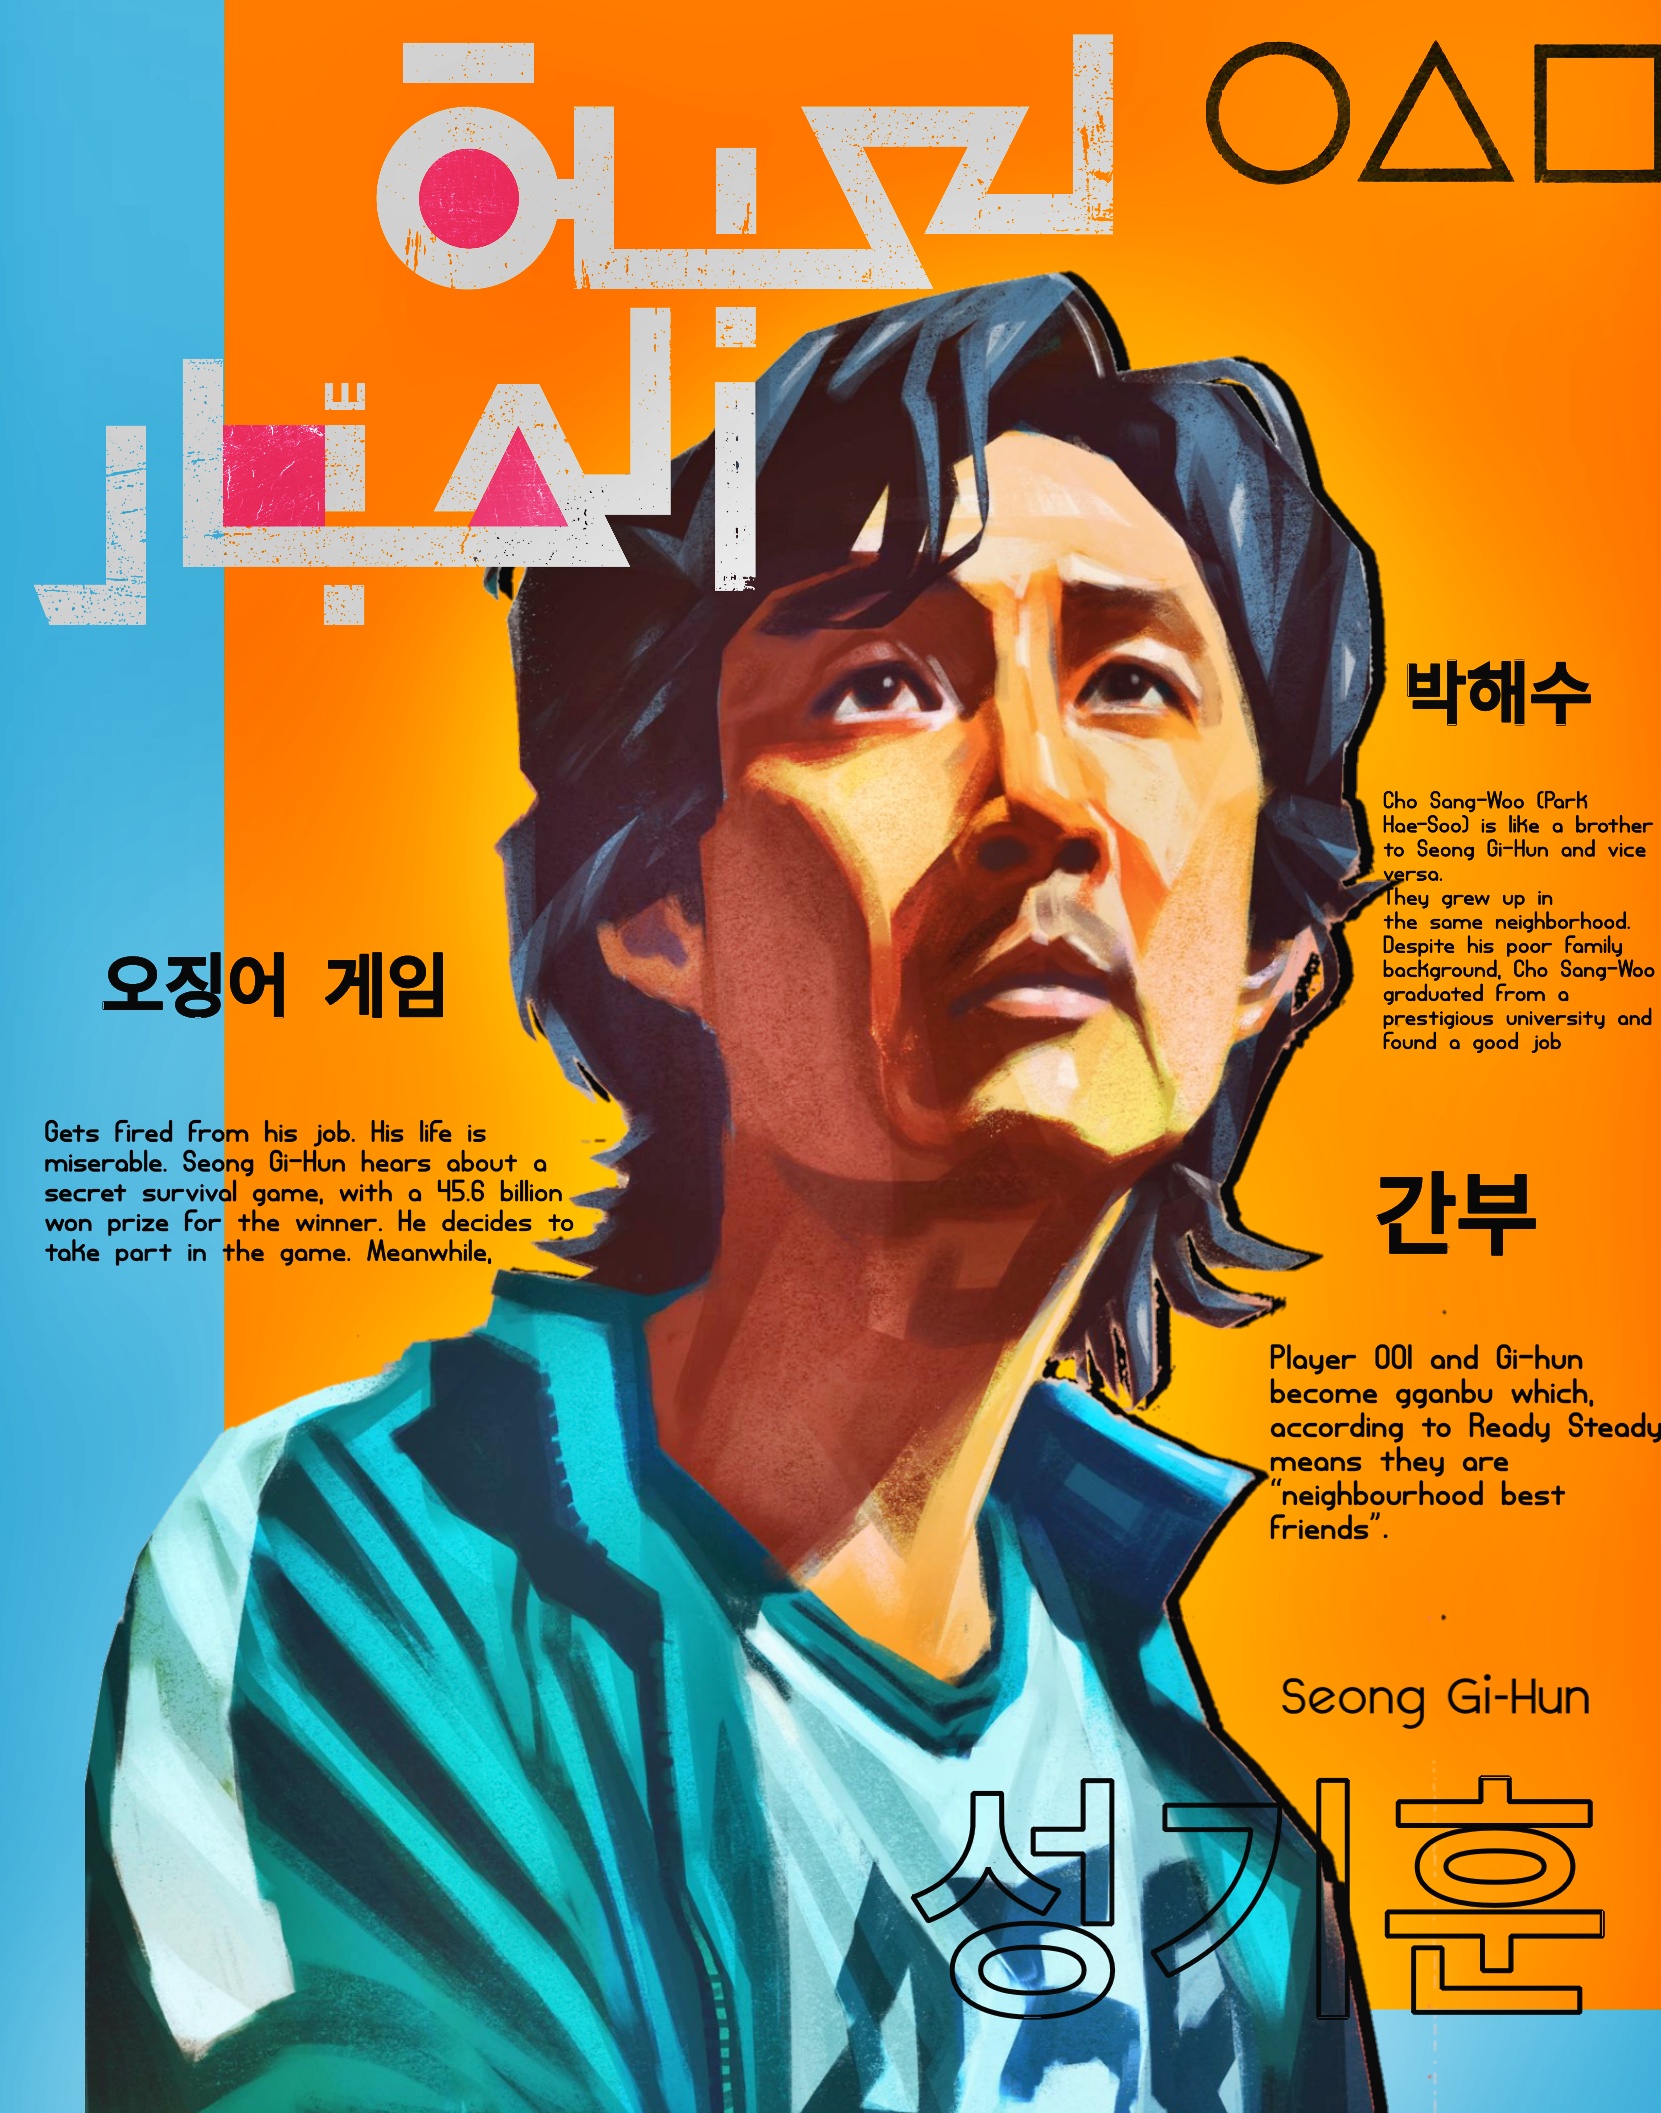 لعبة
الحبّار
박해수
Cho Sang-Woo (Park
Hae-Soo) is like a brother
to Seong Gi-Hun and vice
versa.
They grew up in
the same neighborhood.
Despite his poor family
background, Cho Sang-Woo
graduated from a
prestigious university and
found a good job
오징어 게임
Gets fired from his job. His life is
miserable. Seong Gi-Hun hears about a
secret survival game, with a 45.6 billion
won prize for the winner. He decides to
take part in the game. Meanwhile,
간부
Player 001 and Gi-hun
become gganbu which,
according to Ready Steady
means they are
“neighbourhood best
friends”.
Seong Gi-Hun
성기훈